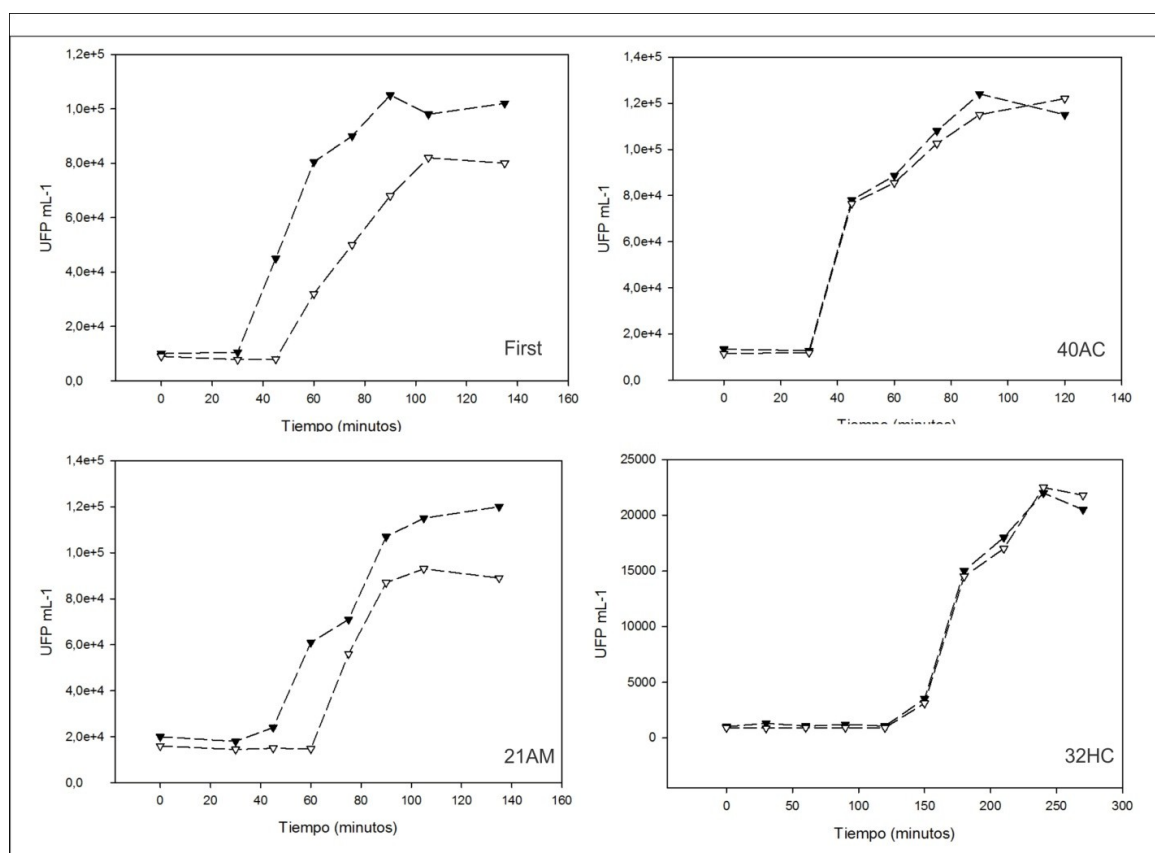 1,2e+5
1,0e+5
8,0e+4
6,0e+4
4,0e+4
2,0e+4
0,0
UFP mL-1
First
0 20 40 60 80 100 120 140 160
Tiempo (minutos)
1,4e+5
1,2e+5
1,0e+5
8,0e+4
6,0e+4
4,0e+4
2,0e+4
0,0
UFP mL-1
40AC
0 20 40 60 80 100 120 140
Tiempo (minutos)
1,4e+5
1,2e+5
1,0e+5
8,0e+4
6,0e+4
4,0e+4
2,0e+4
0,0
UFP mL-1
21AM
0 20 40 60 80 100 120 140 160
Tiempo (minutos)
25000
20000
15000
10000
5000
0
UFP mL-1
32HC
0 50 100 150 200 250 300
Tiempo (minutos)